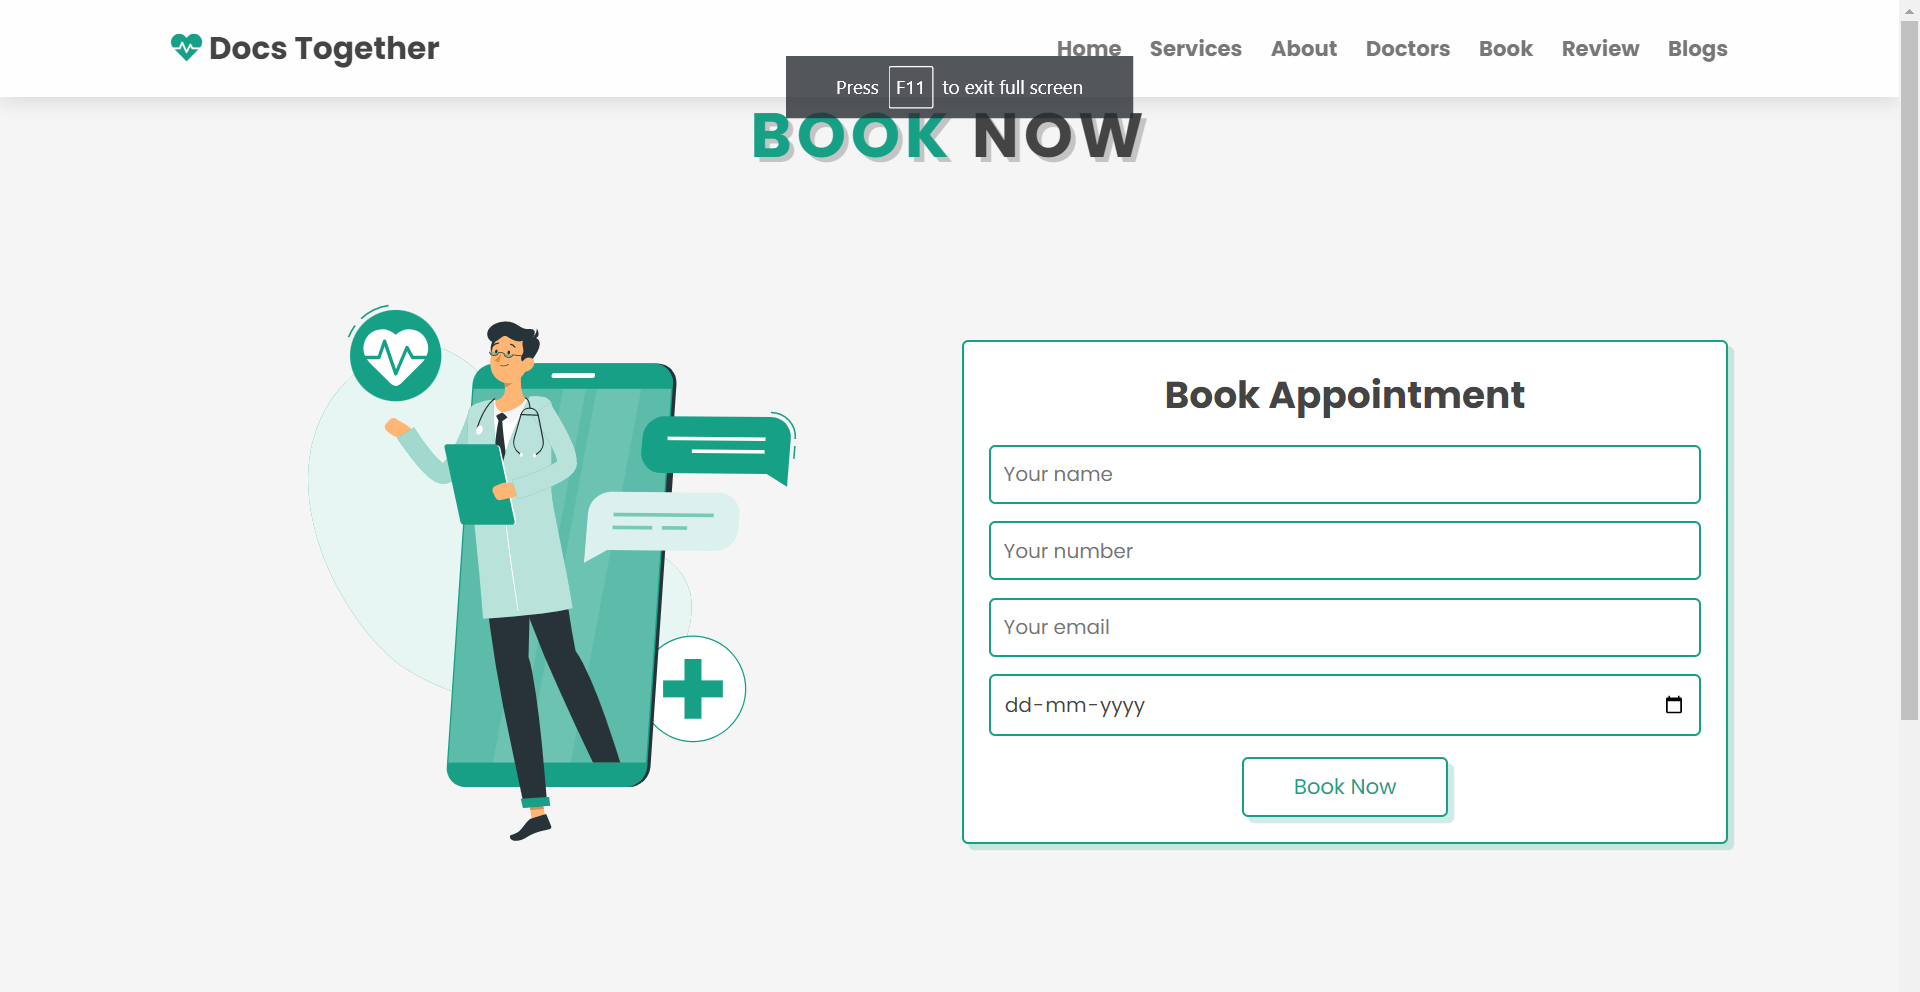 Docs Together
Home Services About Doctors Book Review Blogs
Press F11 to exit full screen
BOOK NOW
Book Appointment
Your name
Your number
Your email
dd-mm-yyyy
Book Now